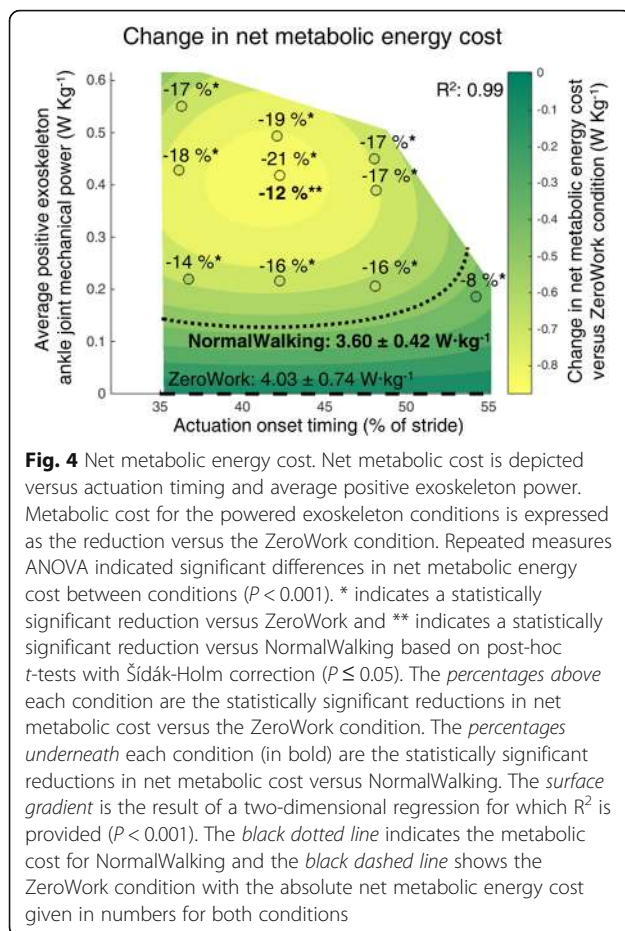 Change in net metabolic energy cost
Average positive exoskeleton
ankle joint mechanical power (W Kg⁻¹)
0.6
0.5
0.4
0.3
0.2
0.1
0
-17 %*
-19 %*
-17 %*
-18 %*
-21 %*
-17 %*
-12 %**
-14 %*
-16 %*
-16 %*
-8 %*
R²: 0.99
NormalWalking: 3.60 ± 0.42 W·kg⁻¹
ZeroWork: 4.03 ± 0.74 W·kg⁻¹
35 40 45 50 55
Actuation onset timing (% of stride)
0
-0.1
-0.2
-0.3
-0.4
-0.5
-0.6
-0.7
-0.8
Change in net metabolic energy cost
versus ZeroWork condition (W Kg⁻¹)
Fig. 4 Net metabolic energy cost. Net metabolic cost is depicted
versus actuation timing and average positive exoskeleton power.
Metabolic cost for the powered exoskeleton conditions is expressed
as the reduction versus the ZeroWork condition. Repeated measures
ANOVA indicated significant differences in net metabolic energy
cost between conditions (P < 0.001). * indicates a statistically
significant reduction versus ZeroWork and ** indicates a statistically
significant reduction versus NormalWalking based on post-hoc
t-tests with Šídák-Holm correction (P ≤ 0.05). The percentages above
each condition are the statistically significant reductions in net
metabolic cost versus the ZeroWork condition. The percentages
underneath each condition (in bold) are the statistically significant
reductions in net metabolic cost versus NormalWalking. The surface
gradient is the result of a two-dimensional regression for which R² is
provided (P < 0.001). The black dotted line indicates the metabolic
cost for NormalWalking and the black dashed line shows the
ZeroWork condition with the absolute net metabolic energy cost
given in numbers for both conditions